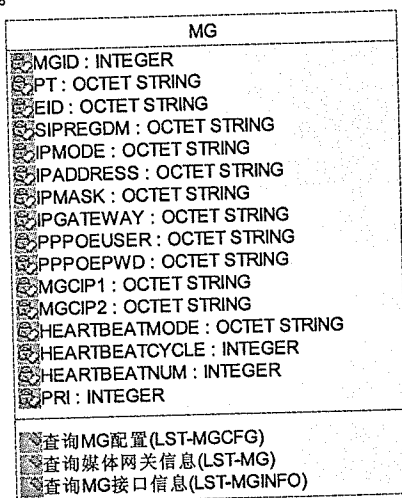 MG
MGID : INTEGER
PT : OCTET STRING
EID : OCTET STRING
SIPREGDM : OCTET STRING
IPMODE : OCTET STRING
IPADDRESS : OCTET STRING
IPMASK : OCTET STRING
IPGATEWAY : OCTET STRING
PPPOEUSER : OCTET STRING
PPPOEPWD : OCTET STRING
MGCIP1 : OCTET STRING
MGCIP2 : OCTET STRING
HEARTBEATMODE : OCTET STRING
HEARTBEATCYCLE : INTEGER
HEARTBEATNUM : INTEGER
PRI : INTEGER
查询MG配置(LST-MGCFG)
查询媒体网关信息(LST-MG)
查询MG接口信息(LST-MGINFO)